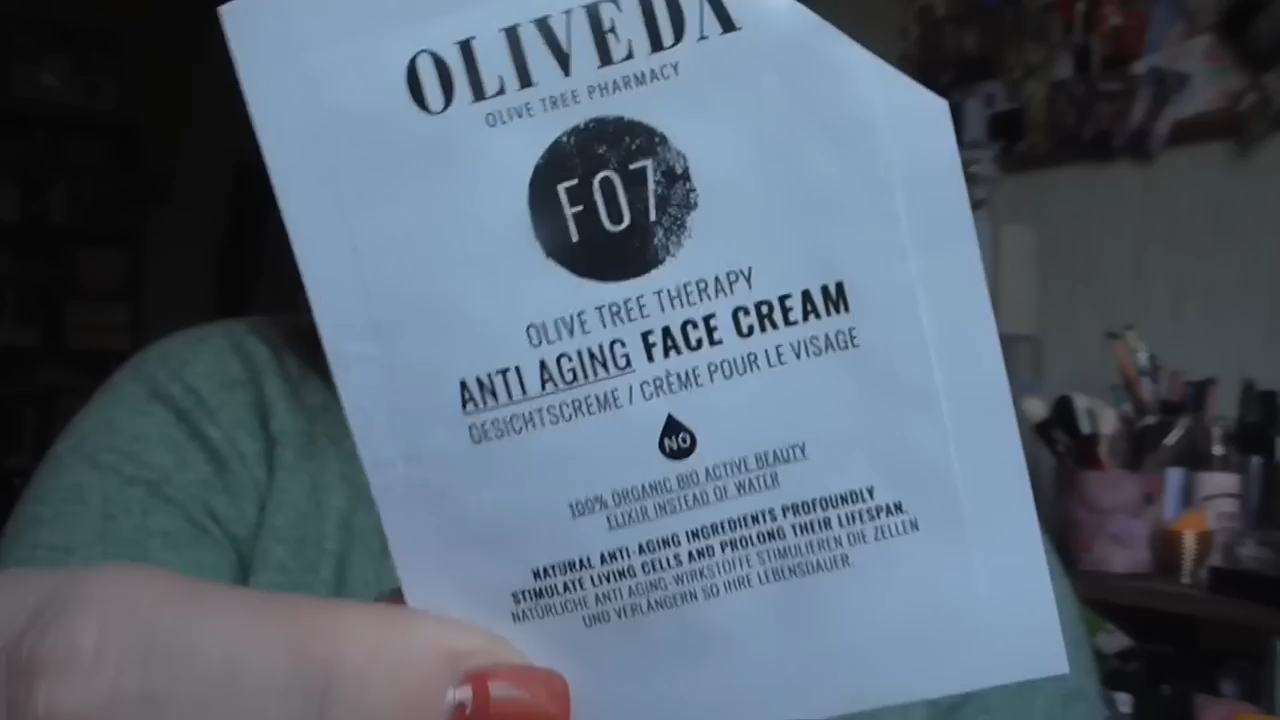 OLIVEDA
OLIVE TREE PHARMACY
F07
OLIVE TREE THERAPY
ANTI AGING FACE CREAM
GESICHTSCREME / CRÈME POUR LE VISAGE
NO
100% ORGANIC BIO ACTIVE BEAUTY
ELIXIR INSTEAD OF WATER
NATURAL ANTI-AGING INGREDIENTS PROFOUNDLY
STIMULATE LIVING CELLS AND PROLONG THEIR LIFESPAN.
NATÜRLICHE ANTI AGING-WIRKSTOFFE STIMULIEREN DIE ZELLEN
UND VERLÄNGERN SO IHRE LEBENSDAUER.